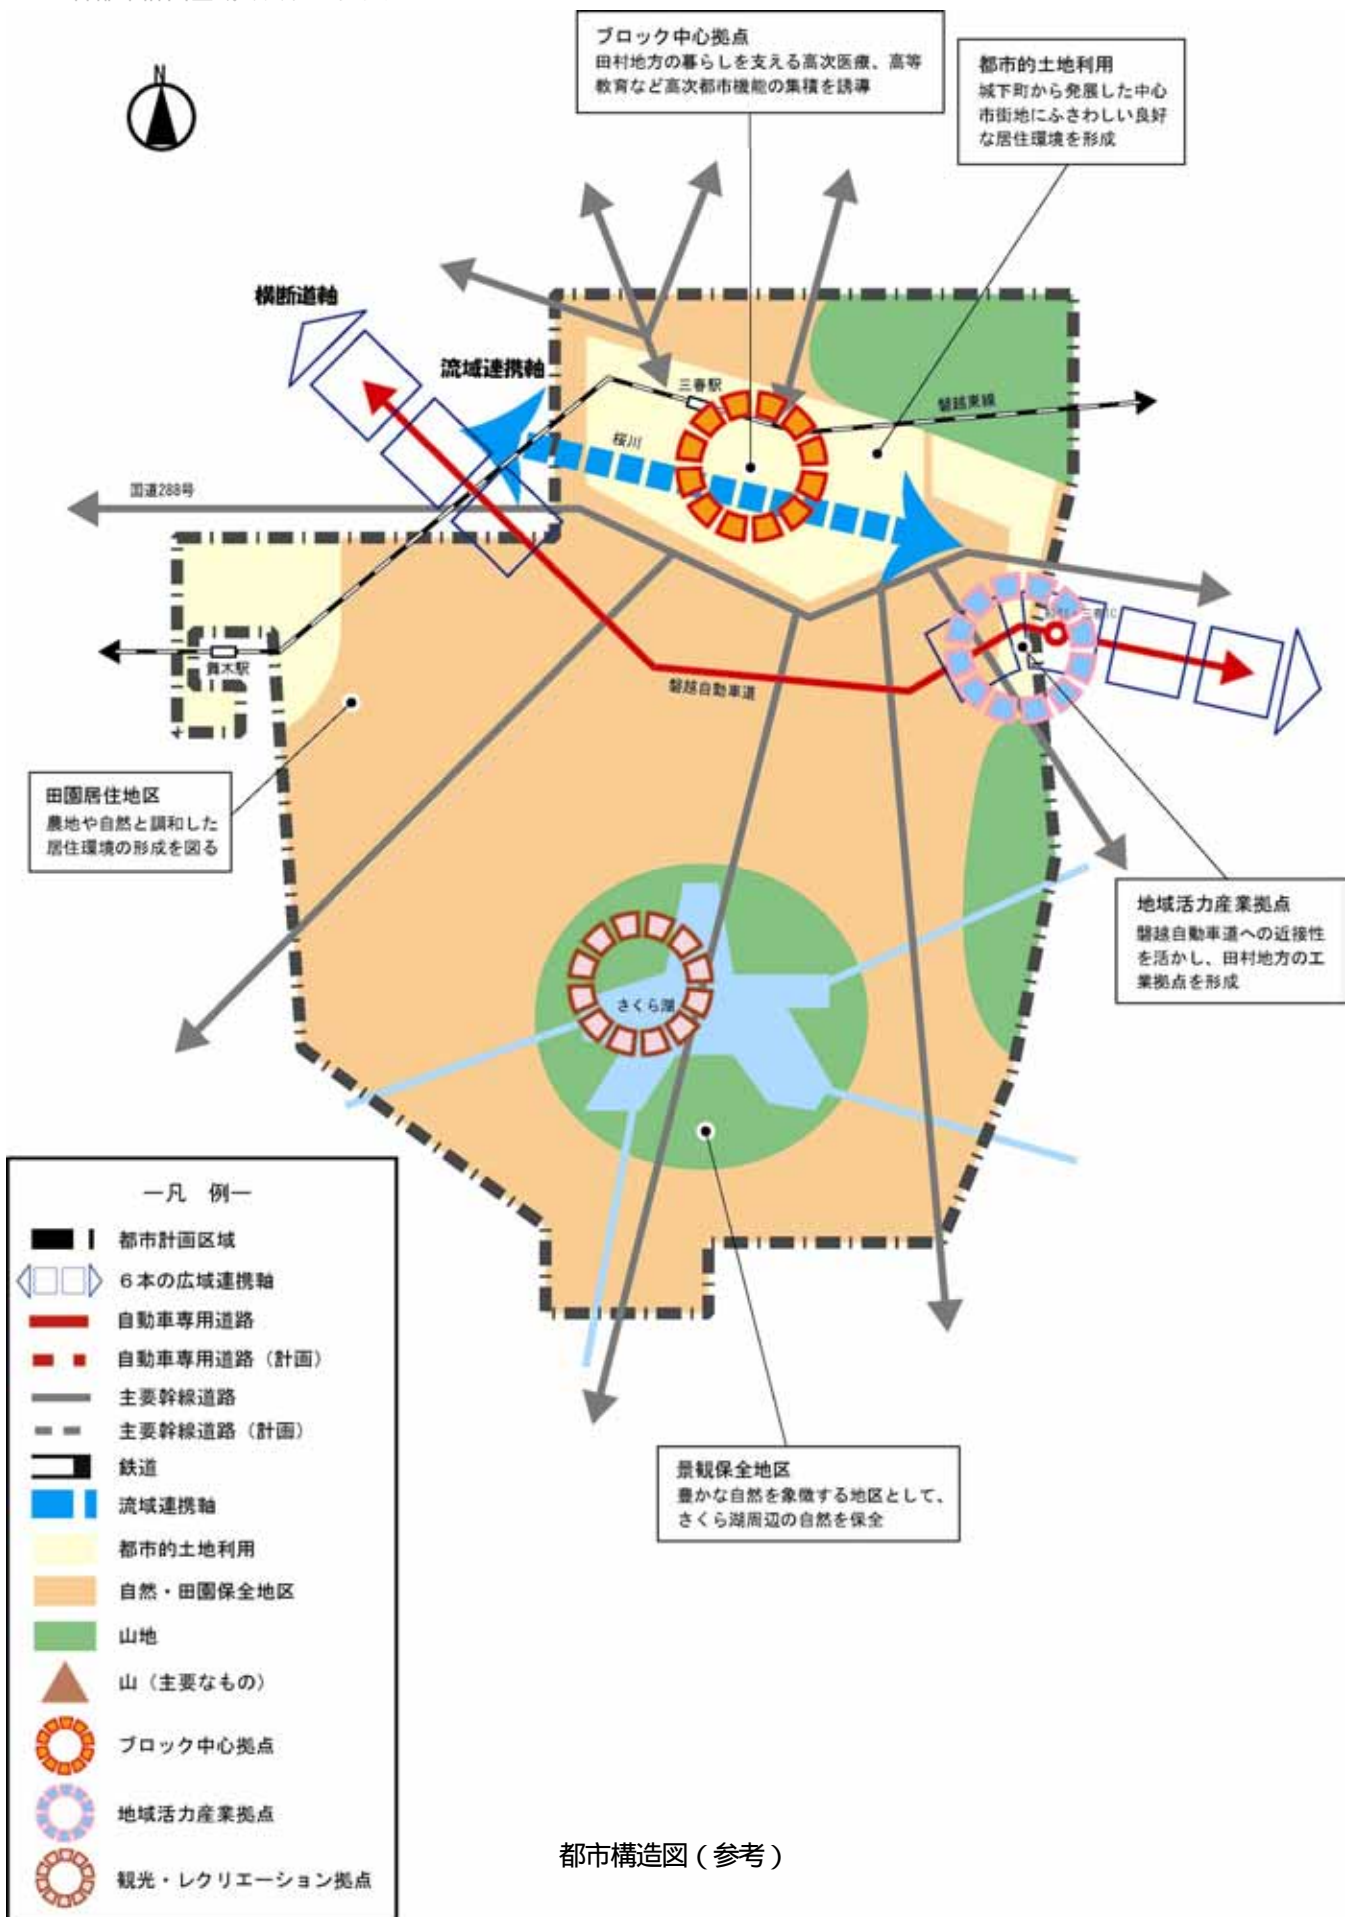 ブロック中心拠点
田村地方の暮らしを支える高次医療、高等
教育など高次都市機能の集積を誘導
都市的土地利用
城下町から発展した中心
市街地にふさわしい良好
な居住環境を形成
N
横断道軸
流域連携軸
三春駅
磐越東線
桜川
国道288号
舞木駅
磐越自動車道
田園居住地区
農地や自然と調和した
居住環境の形成を図る
地域活力産業拠点
磐越自動車道への近接性
を活かし、田村地方の工
業拠点を形成
さくら湖
景観保全地区
豊かな自然を象徴する地区として、
さくら湖周辺の自然を保全
―凡 例―
都市計画区域
6本の広域連携軸
自動車専用道路
自動車専用道路（計画）
主要幹線道路
主要幹線道路（計画）
鉄道
流域連携軸
都市的土地利用
自然・田園保全地区
山地
山（主要なもの）
ブロック中心拠点
地域活力産業拠点
観光・レクリエーション拠点
都市構造図（参考）